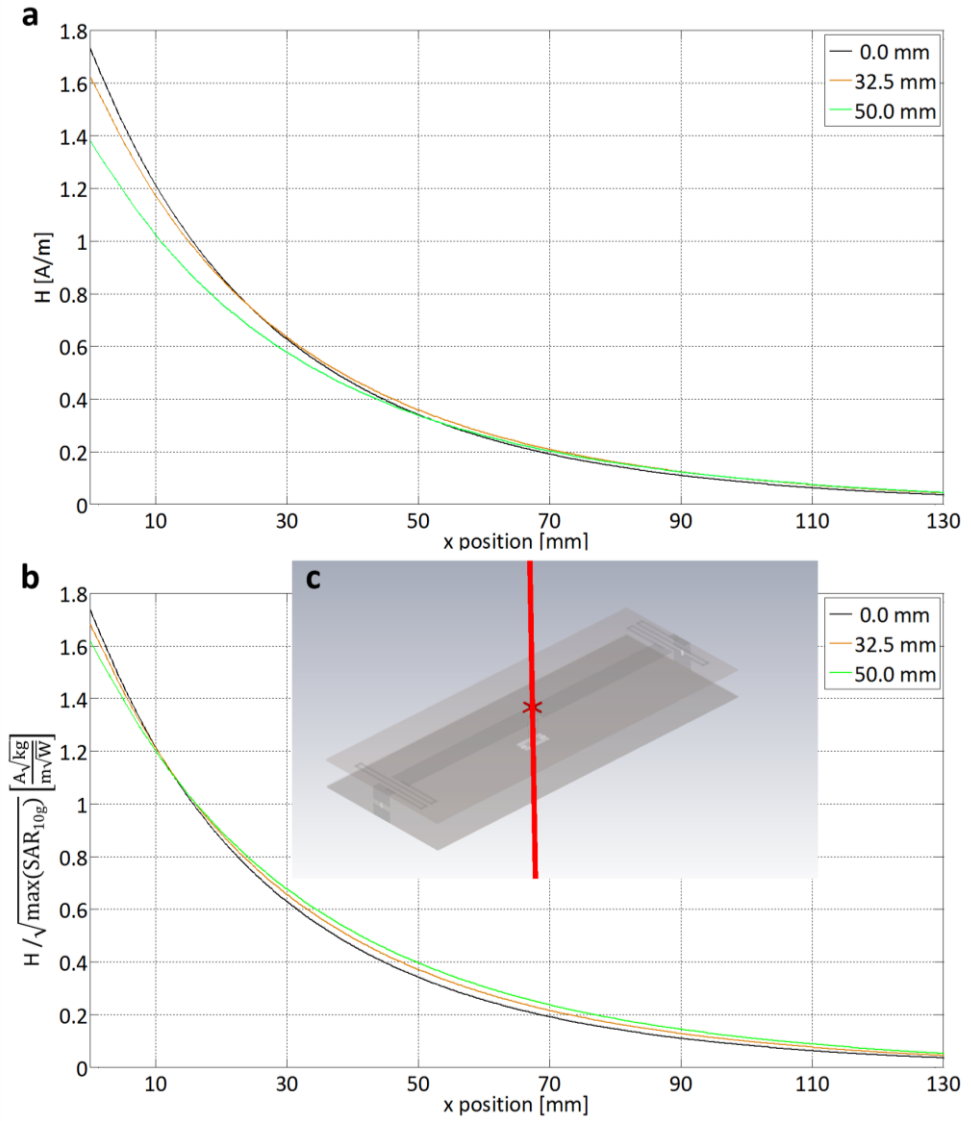 a
1.8
1.6
1.4
1.2
1
0.8
0.6
0.4
0.2
0
H [A/m]
0.0 mm
32.5 mm
50.0 mm
10 30 50 70 90 110 130
x position [mm]
b
c
1.8
1.6
1.4
1.2
1
0.8
0.6
0.4
0.2
0
H /√max(SAR₁₀g) [A√kg / m√W]
0.0 mm
32.5 mm
50.0 mm
10 30 50 70 90 110 130
x position [mm]